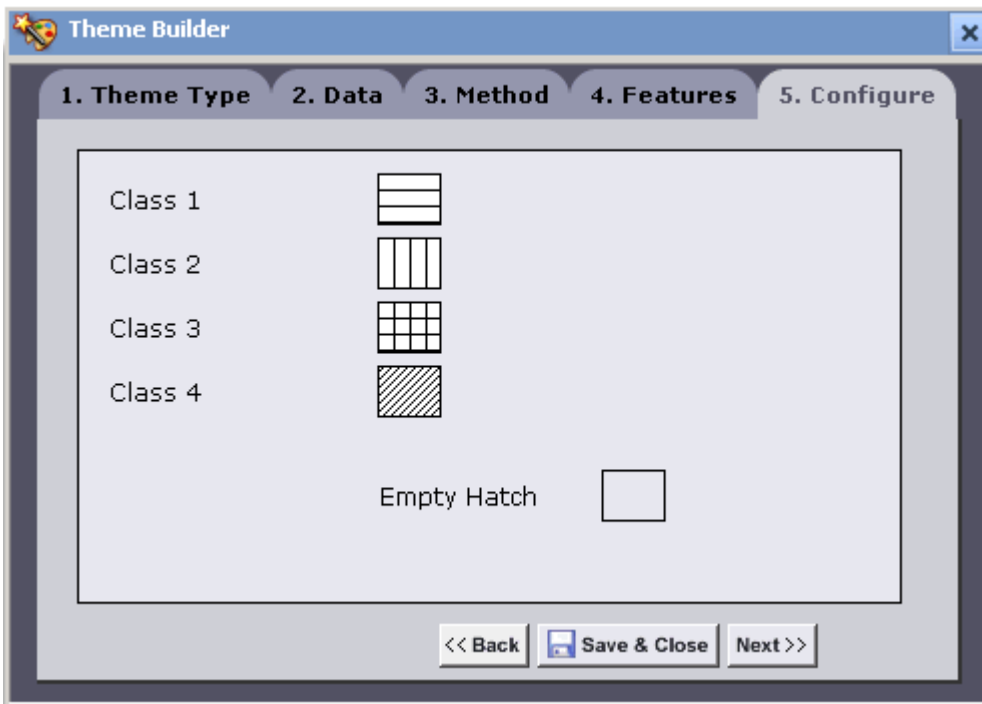 Theme Builder
1. Theme Type 2. Data 3. Method 4. Features 5. Configure
Class 1
Class 2
Class 3
Class 4
Empty Hatch
<< Back Save & Close Next >>